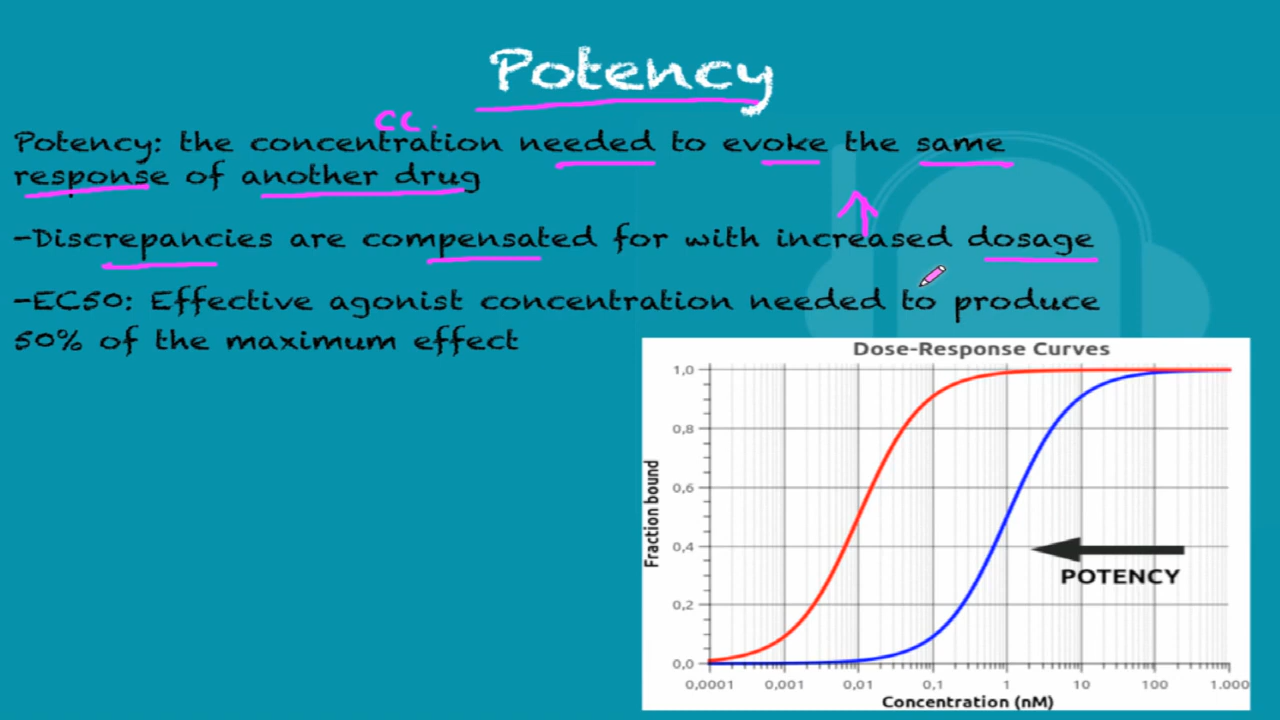 Potency
cc.
Potency: the concentration needed to evoke the same
response of another drug
-Discrepancies are compensated for with increased dosage
-EC50: Effective agonist concentration needed to produce
50% of the maximum effect
Dose-Response Curves
1,0
0,8
0,6
0,4
0,2
0,0
Fraction bound
POTENCY
0,0001 0,001 0,01 0,1 1 10 100 1.000
Concentration (nM)